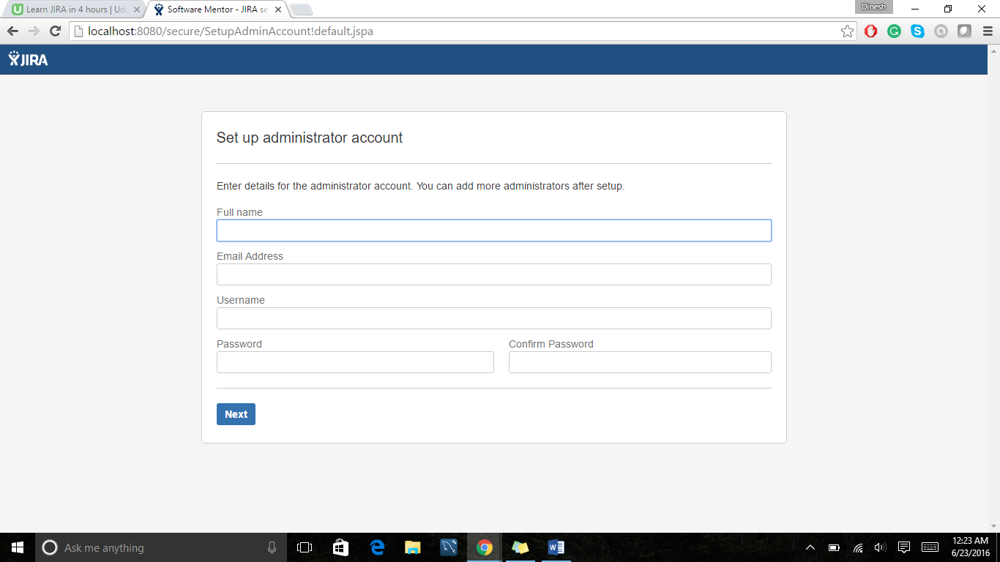 Learn JIRA in 4 hours | Ud
Software Mentor - JIRA se
Dinesh
localhost:8080/secure/SetupAdminAccount!default.jspa
JIRA
Set up administrator account
Enter details for the administrator account. You can add more administrators after setup.
Full name
Email Address
Username
Password
Confirm Password
Next
Ask me anything
12:23 AM
6/23/2016